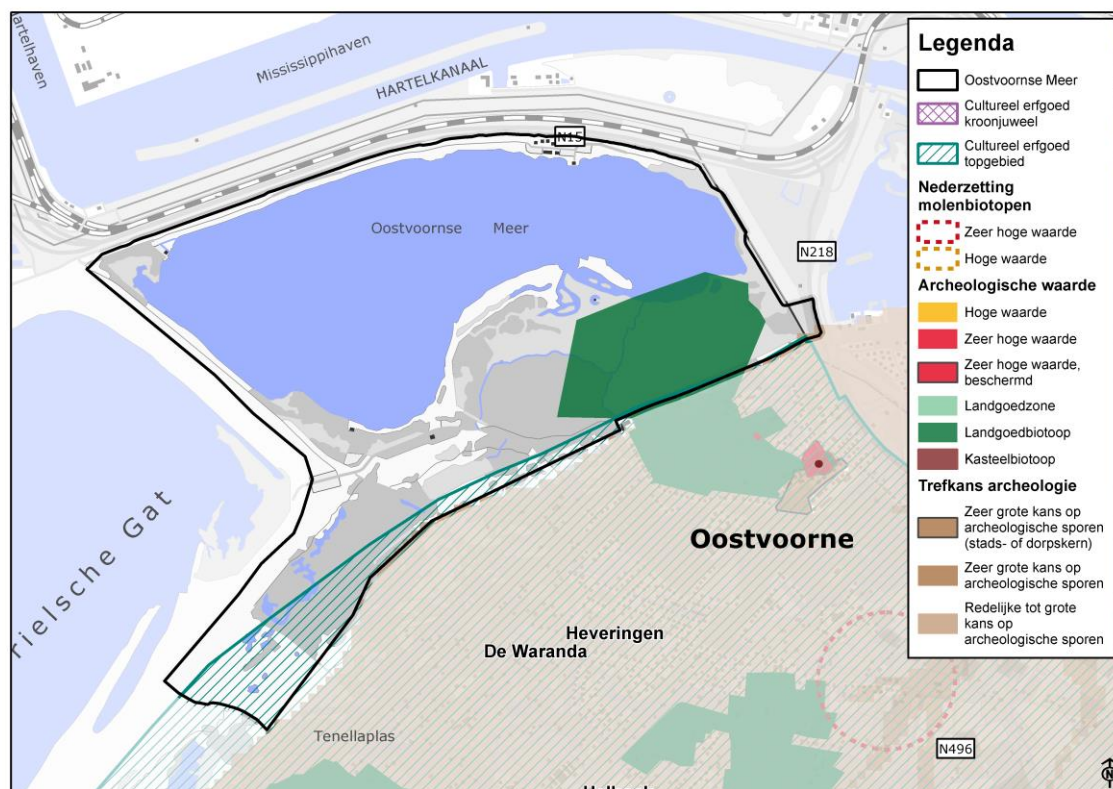 Hartelhaven
Mississippihaven
HARTELKANAAL
N15
Oostvoornse Meer
N218
rielsche Gat
Oostvoorne
Heveringen
De Waranda
Tenellaplas
N496
N
Legenda
Oostvoornse Meer
Cultureel erfgoed
kroonjuweel
Cultureel erfgoed
topgebied
Nederzetting
molenbiotopen
Zeer hoge waarde
Hoge waarde
Archeologische waarde
Hoge waarde
Zeer hoge waarde
Zeer hoge waarde,
beschermd
Landgoedzone
Landgoedbiotoop
Kasteelbiotoop
Trefkans archeologie
Zeer grote kans op
archeologische sporen
(stads- of dorpskern)
Zeer grote kans op
archeologische sporen
Redelijke tot grote
kans op
archeologische sporen